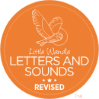 Little Wandle
LETTERS AND
SOUNDS
REVISED